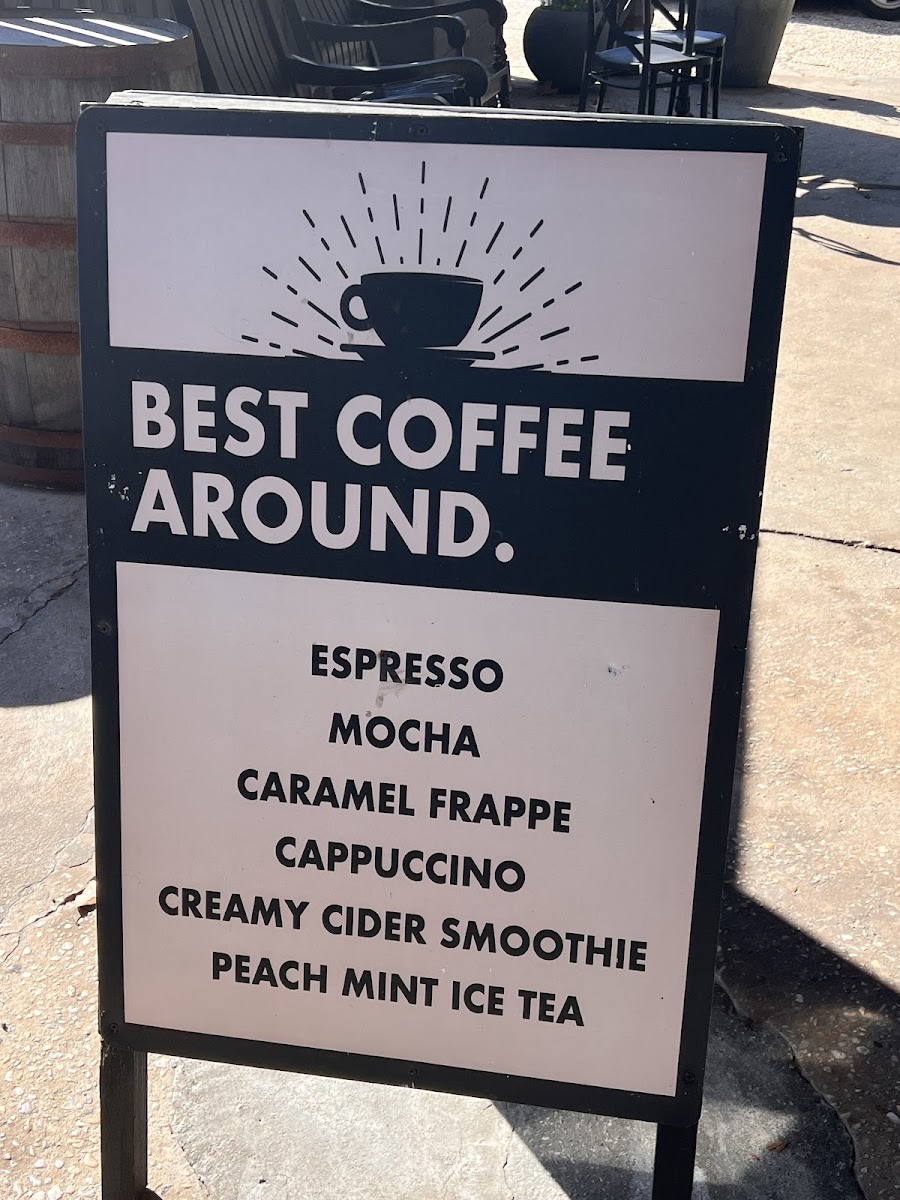 BEST COFFEE
AROUND.
ESPRESSO
MOCHA
CARAMEL FRAPPE
CAPPUCCINO
CREAMY CIDER SMOOTHIE
PEACH MINT ICE TEA